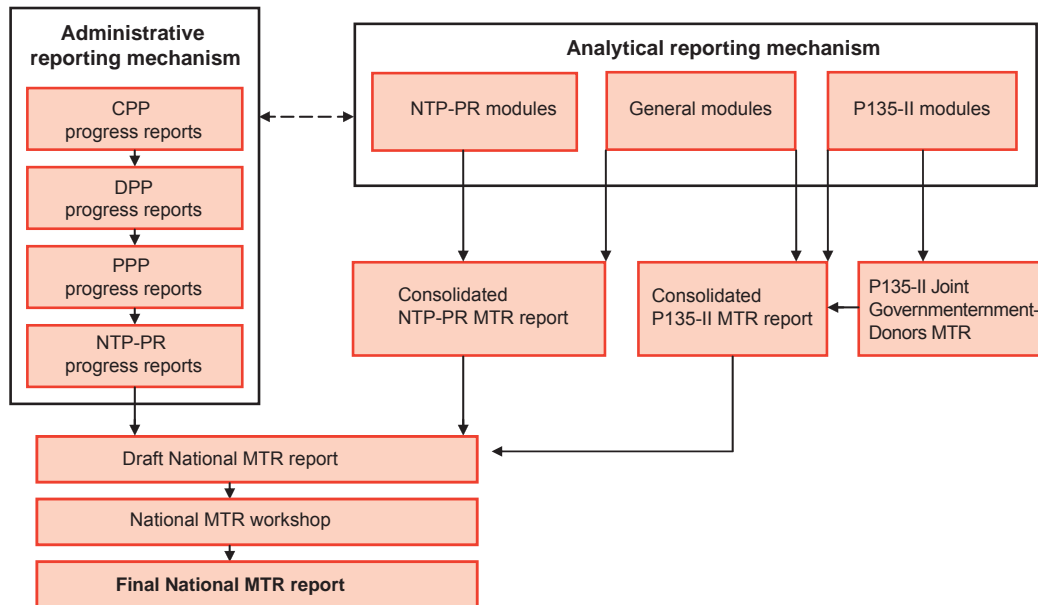 Administrative
reporting mechanism
CPP
progress reports
DPP
progress reports
PPP
progress reports
NTP-PR
progress reports
Analytical reporting mechanism
NTP-PR modules
General modules
P135-II modules
Consolidated
NTP-PR MTR report
Consolidated
P135-II MTR report
P135-II Joint
Governmenternment-
Donors MTR
Draft National MTR report
National MTR workshop
Final National MTR report